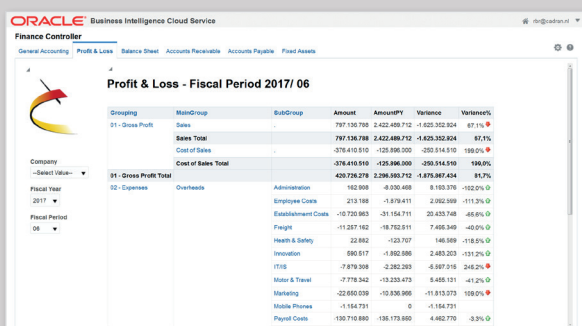 ORACLE Business Intelligence Cloud Service
rbr@cadran.nl
Finance Controller
General Accounting Profit & Loss Balance Sheet Accounts Receivable Accounts Payable Fixed Assets
Profit & Loss - Fiscal Period 2017/ 06
Company
--Select Value--
Fiscal Year
2017
Fiscal Period
06
Grouping MainGroup SubGroup Amount AmountPY Variance Variance%
01 - Gross Profit Sales . 797.136.788 2.422.489.712 -1.625.352.924 67,1%
Sales Total 797.136.788 2.422.489.712 -1.625.352.924 67,1%
Cost of Sales . -376.410.510 -125.896.000 -250.514.510 199,0%
Cost of Sales Total -376.410.510 -125.896.000 -250.514.510 199,0%
01 - Gross Profit Total 420.726.278 2.296.593.712 -1.875.867.434 81,7%
02 - Expenses Overheads Administration 162.908 -8.030.468 8.193.376 -102,0%
Employee Costs 213.188 -1.879.411 2.092.599 -111,3%
Establishment Costs -10.720.963 -31.154.711 20.433.748 -65,6%
Freight -11.257.162 -18.752.511 7.495.349 -40,0%
Health & Safety 22.882 -123.707 146.589 -118,5%
Innovation 590.517 -1.892.686 2.483.203 -131,2%
IT/IS -7.879.308 -2.282.293 -5.597.015 245,2%
Motor & Travel -7.778.342 -13.233.473 5.455.131 -41,2%
Marketing -22.650.039 -10.836.966 -11.813.073 109,0%
Mobile Phones -1.154.731 0 -1.154.731
Payroll Costs -130.710.880 -135.173.650 4.462.770 -3,3%